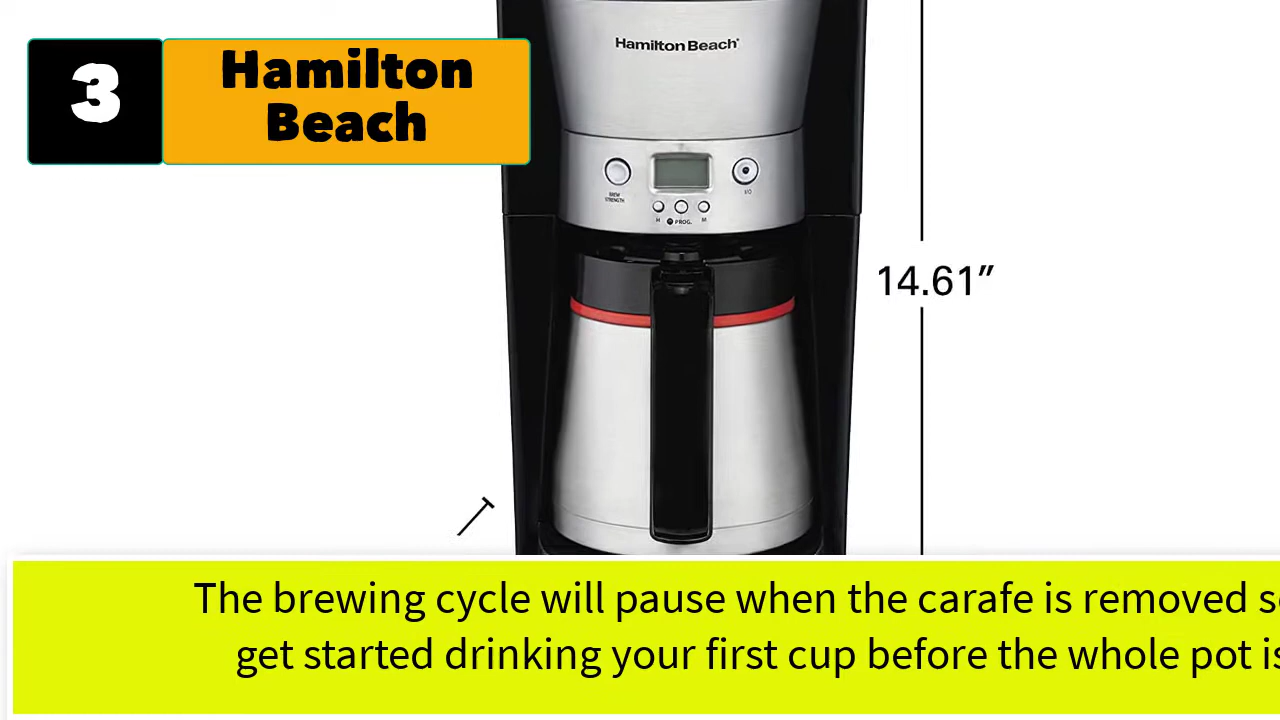 3
Hamilton
Beach
Hamilton Beach
BREW
STRENGTH
I/O
H
PROG.
M
14.61”
The brewing cycle will pause when the carafe is removed
get started drinking your first cup before the whole pot